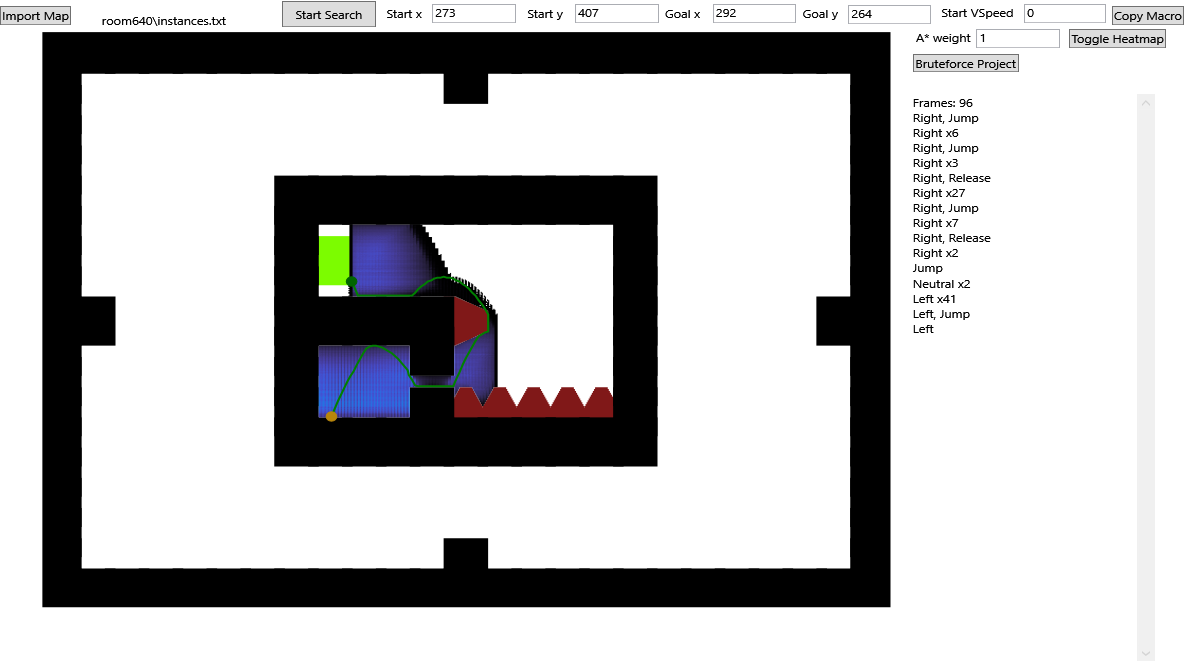 Import Map room640\instances.txt Start Search Start x 273 Start y 407 Goal x 292 Goal y 264 Start VSpeed 0 Copy Macro
A* weight 1 Toggle Heatmap
Bruteforce Project
Frames: 96
Right, Jump
Right x6
Right, Jump
Right x3
Right, Release
Right x27
Right, Jump
Right x7
Right, Release
Right x2
Jump
Neutral x2
Left x41
Left, Jump
Left